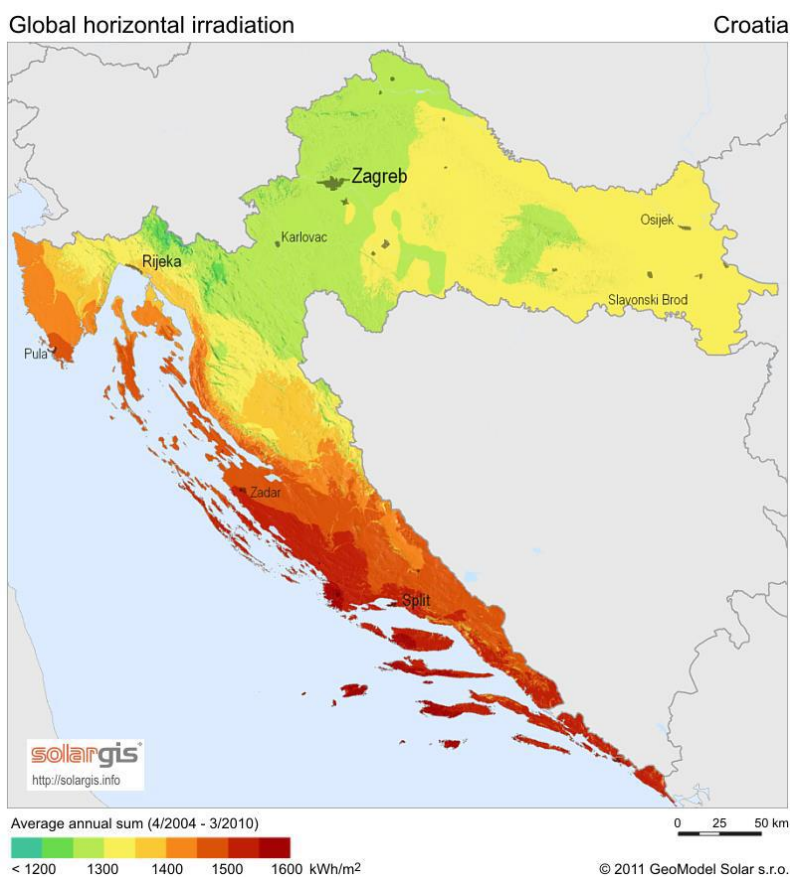 Global horizontal irradiation
Croatia
Zagreb
Osijek
Karlovac
Rijeka
Slavonski Brod
Pula
Zadar
Split
solargis
http://solargis.info
Average annual sum (4/2004 - 3/2010)
0 25 50 km
< 1200 1300 1400 1500 1600 kWh/m²
© 2011 GeoModel Solar s.r.o.